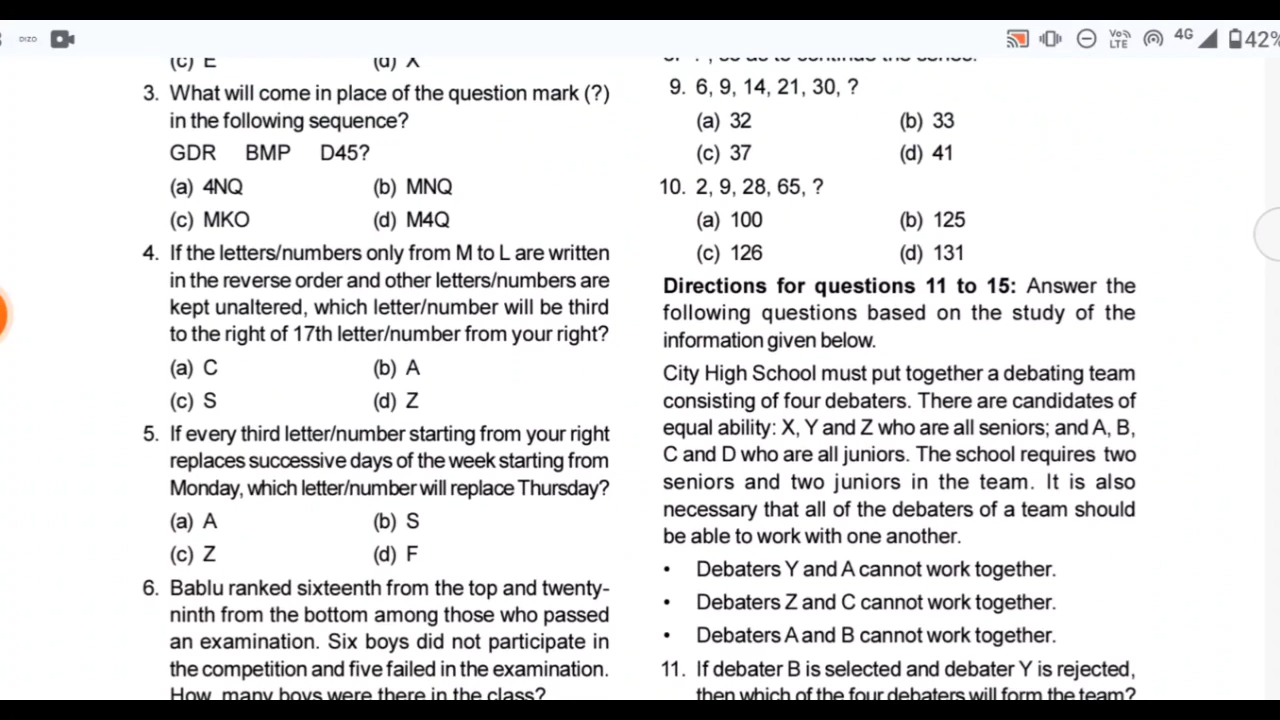 DIZO
Vo))
LTE
4G
42%
(c) E (d) X
3. What will come in place of the question mark (?)
in the following sequence?
GDR BMP D45?
(a) 4NQ (b) MNQ
(c) MKO (d) M4Q
4. If the letters/numbers only from M to L are written
in the reverse order and other letters/numbers are
kept unaltered, which letter/number will be third
to the right of 17th letter/number from your right?
(a) C (b) A
(c) S (d) Z
5. If every third letter/number starting from your right
replaces successive days of the week starting from
Monday, which letter/number will replace Thursday?
(a) A (b) S
(c) Z (d) F
6. Bablu ranked sixteenth from the top and twenty-
ninth from the bottom among those who passed
an examination. Six boys did not participate in
the competition and five failed in the examination.
How many boys were there in the class?
so as to continue the series.
9. 6, 9, 14, 21, 30, ?
(a) 32 (b) 33
(c) 37 (d) 41
10. 2, 9, 28, 65, ?
(a) 100 (b) 125
(c) 126 (d) 131
Directions for questions 11 to 15: Answer the
following questions based on the study of the
information given below.
City High School must put together a debating team
consisting of four debaters. There are candidates of
equal ability: X, Y and Z who are all seniors; and A, B,
C and D who are all juniors. The school requires two
seniors and two juniors in the team. It is also
necessary that all of the debaters of a team should
be able to work with one another.
• Debaters Y and A cannot work together.
• Debaters Z and C cannot work together.
• Debaters A and B cannot work together.
11. If debater B is selected and debater Y is rejected,
then which of the four debaters will form the team?